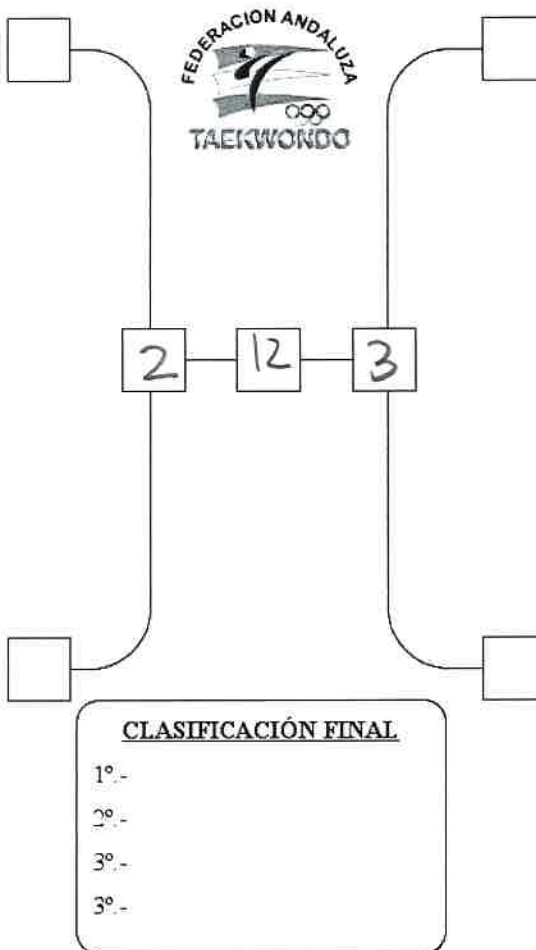 FEDERACION ANDALUZA
TAEKWONDO
2 12 3
CLASIFICACIÓN FINAL
1º.-
2º.-
3º.-
3º.-